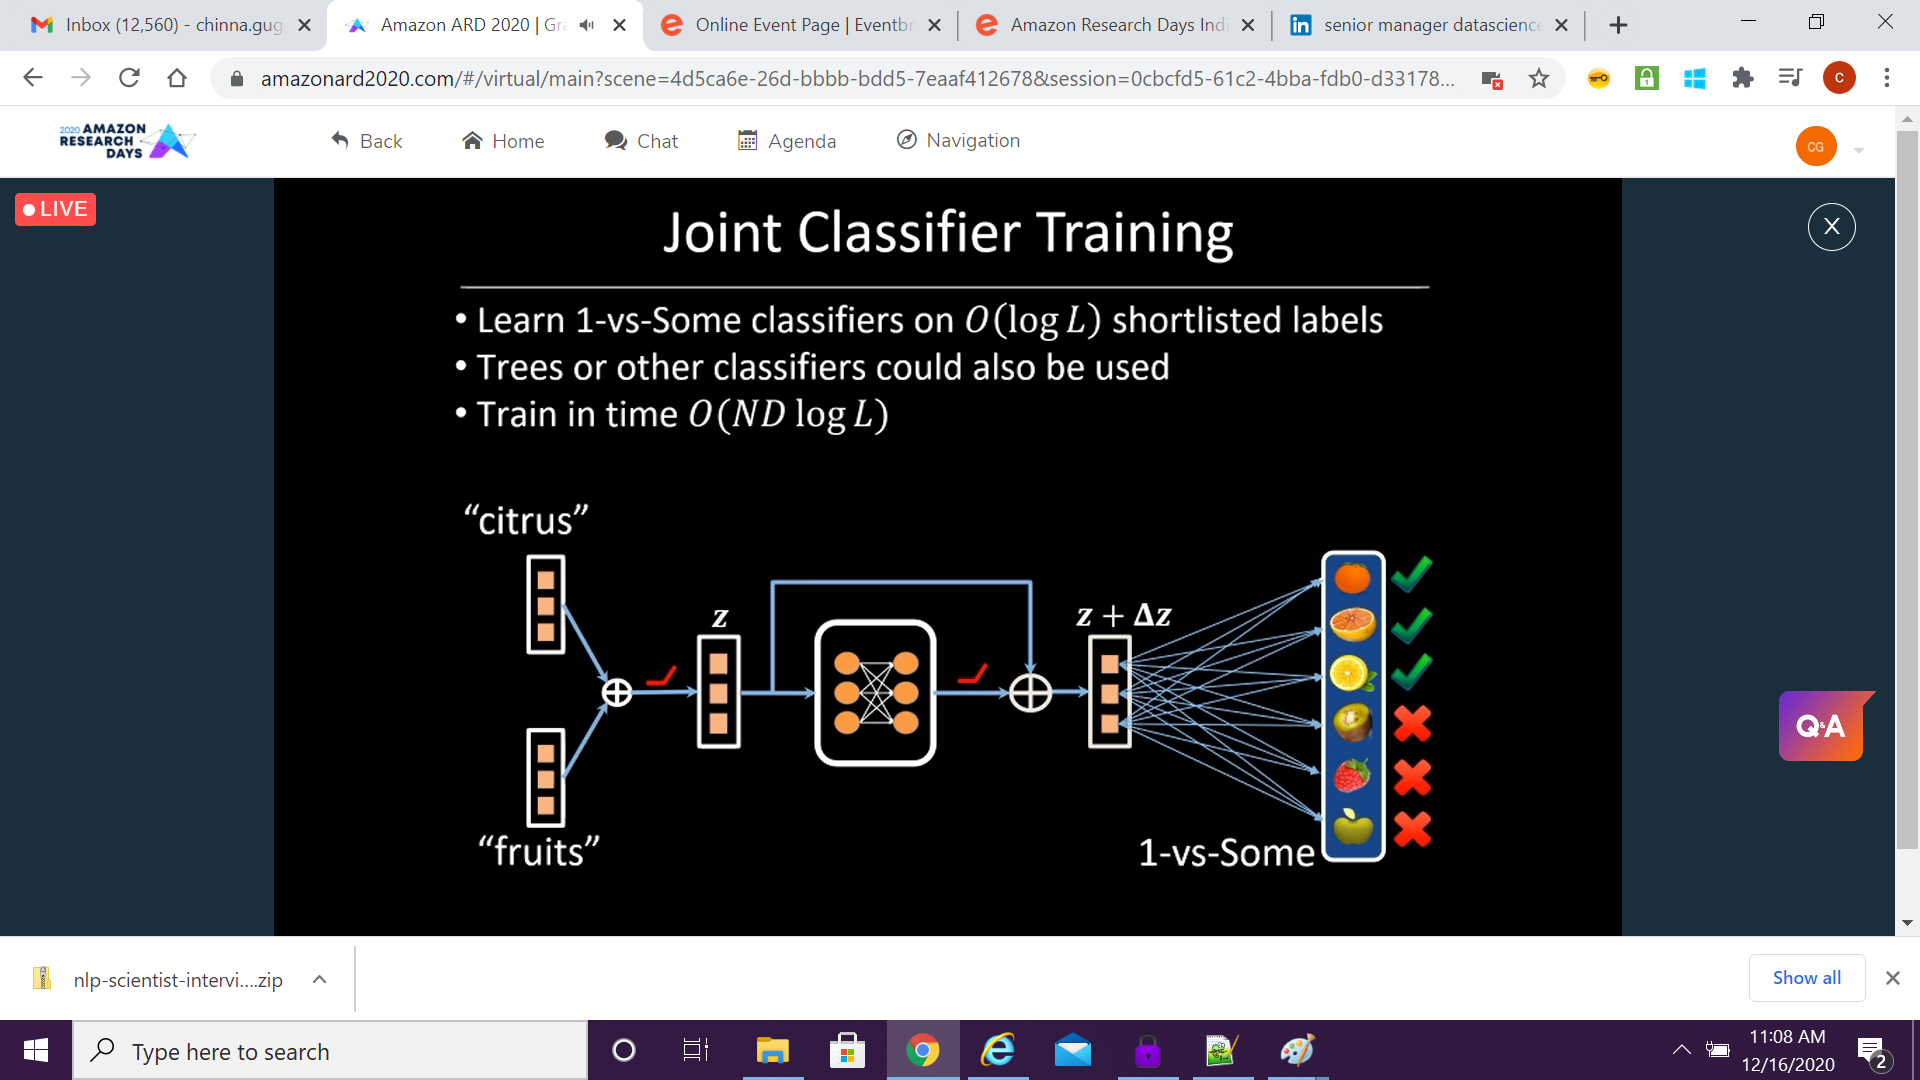 Inbox (12,560) - chinna.gug
Amazon ARD 2020 | Gr
Online Event Page | Eventbr
Amazon Research Days Indi
senior manager datascience
amazonard2020.com/#/virtual/main?scene=4d5ca6e-26d-bbbb-bdd5-7eaaf412678&session=0cbcfd5-61c2-4bba-fdb0-d33178...
C
2020 AMAZON
RESEARCH
DAYS
Back
Home
Chat
Agenda
Navigation
CG
LIVE
X
Joint Classifier Training
• Learn 1-vs-Some classifiers on O(log L) shortlisted labels
• Trees or other classifiers could also be used
• Train in time O(ND log L)
“citrus”
z
z + Δz
Q&A
“fruits”
1-vs-Some
nlp-scientist-intervi....zip
Show all
Type here to search
11:08 AM
12/16/2020
2